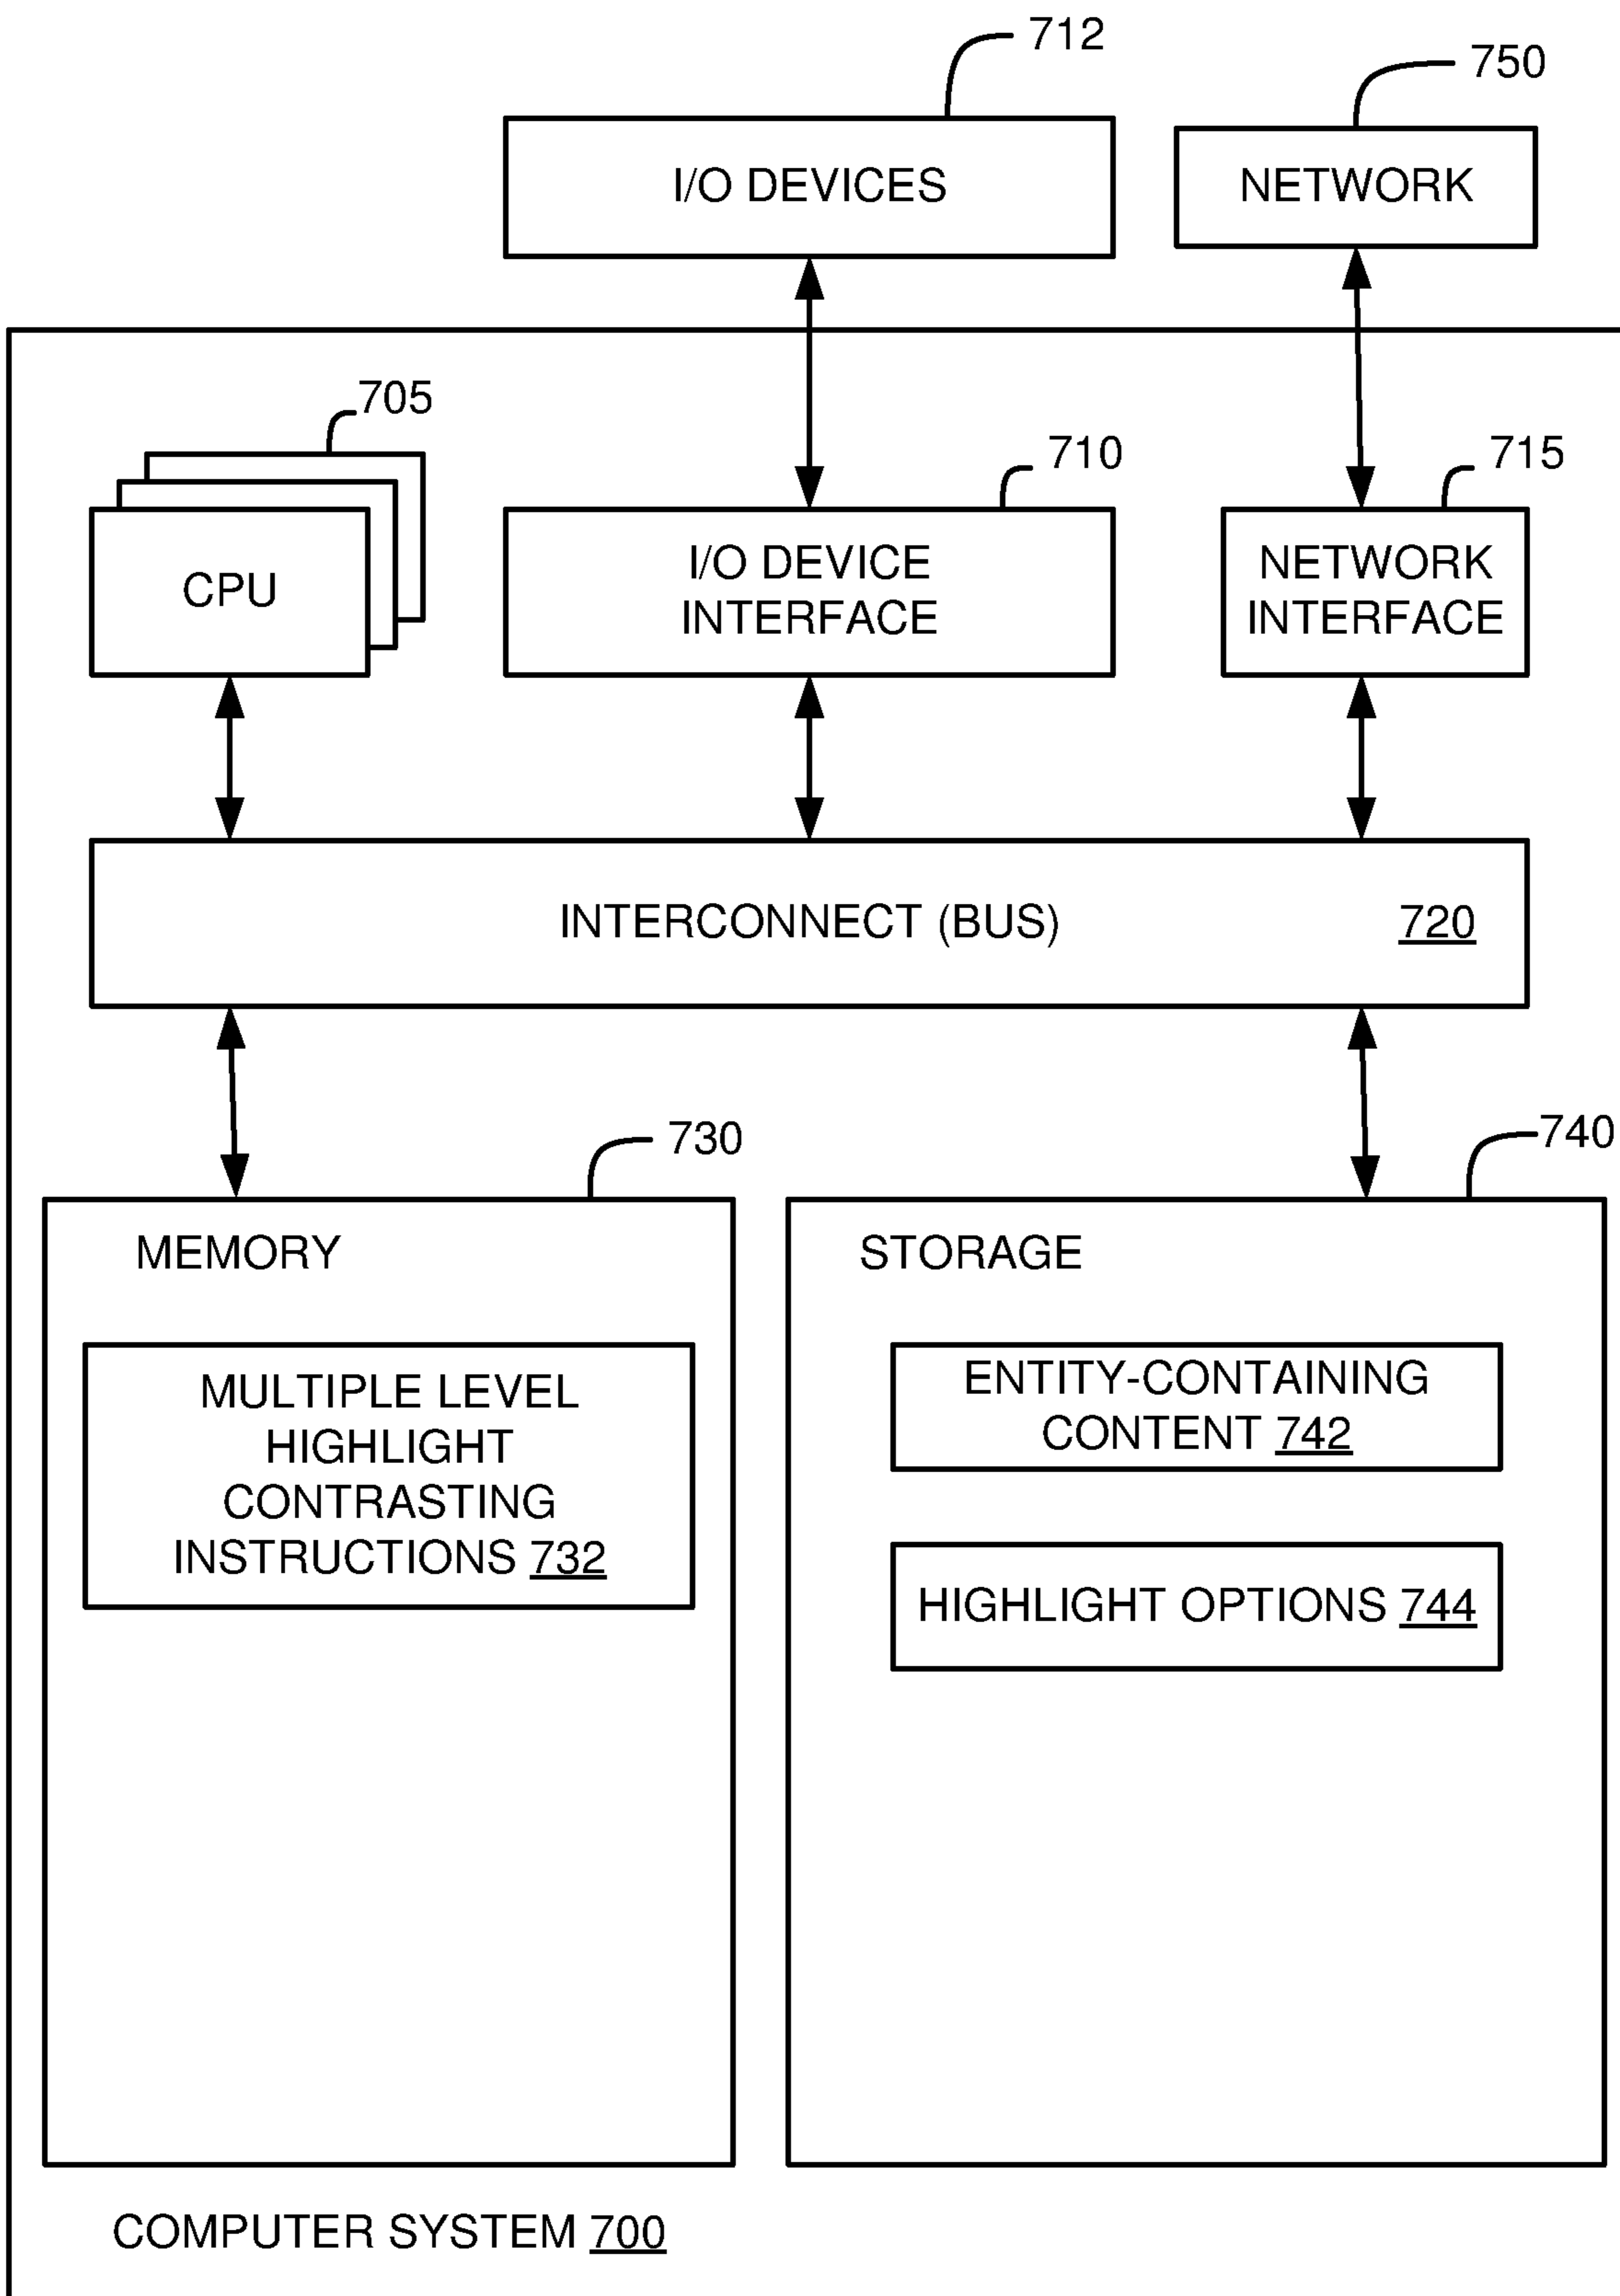 712
750
I/O DEVICES
NETWORK
705
710
715
CPU
I/O DEVICE
INTERFACE
NETWORK
INTERFACE
INTERCONNECT (BUS)
720
730
740
MEMORY
MULTIPLE LEVEL
HIGHLIGHT
CONTRASTING
INSTRUCTIONS 732
STORAGE
ENTITY-CONTAINING
CONTENT 742
HIGHLIGHT OPTIONS 744
COMPUTER SYSTEM 700